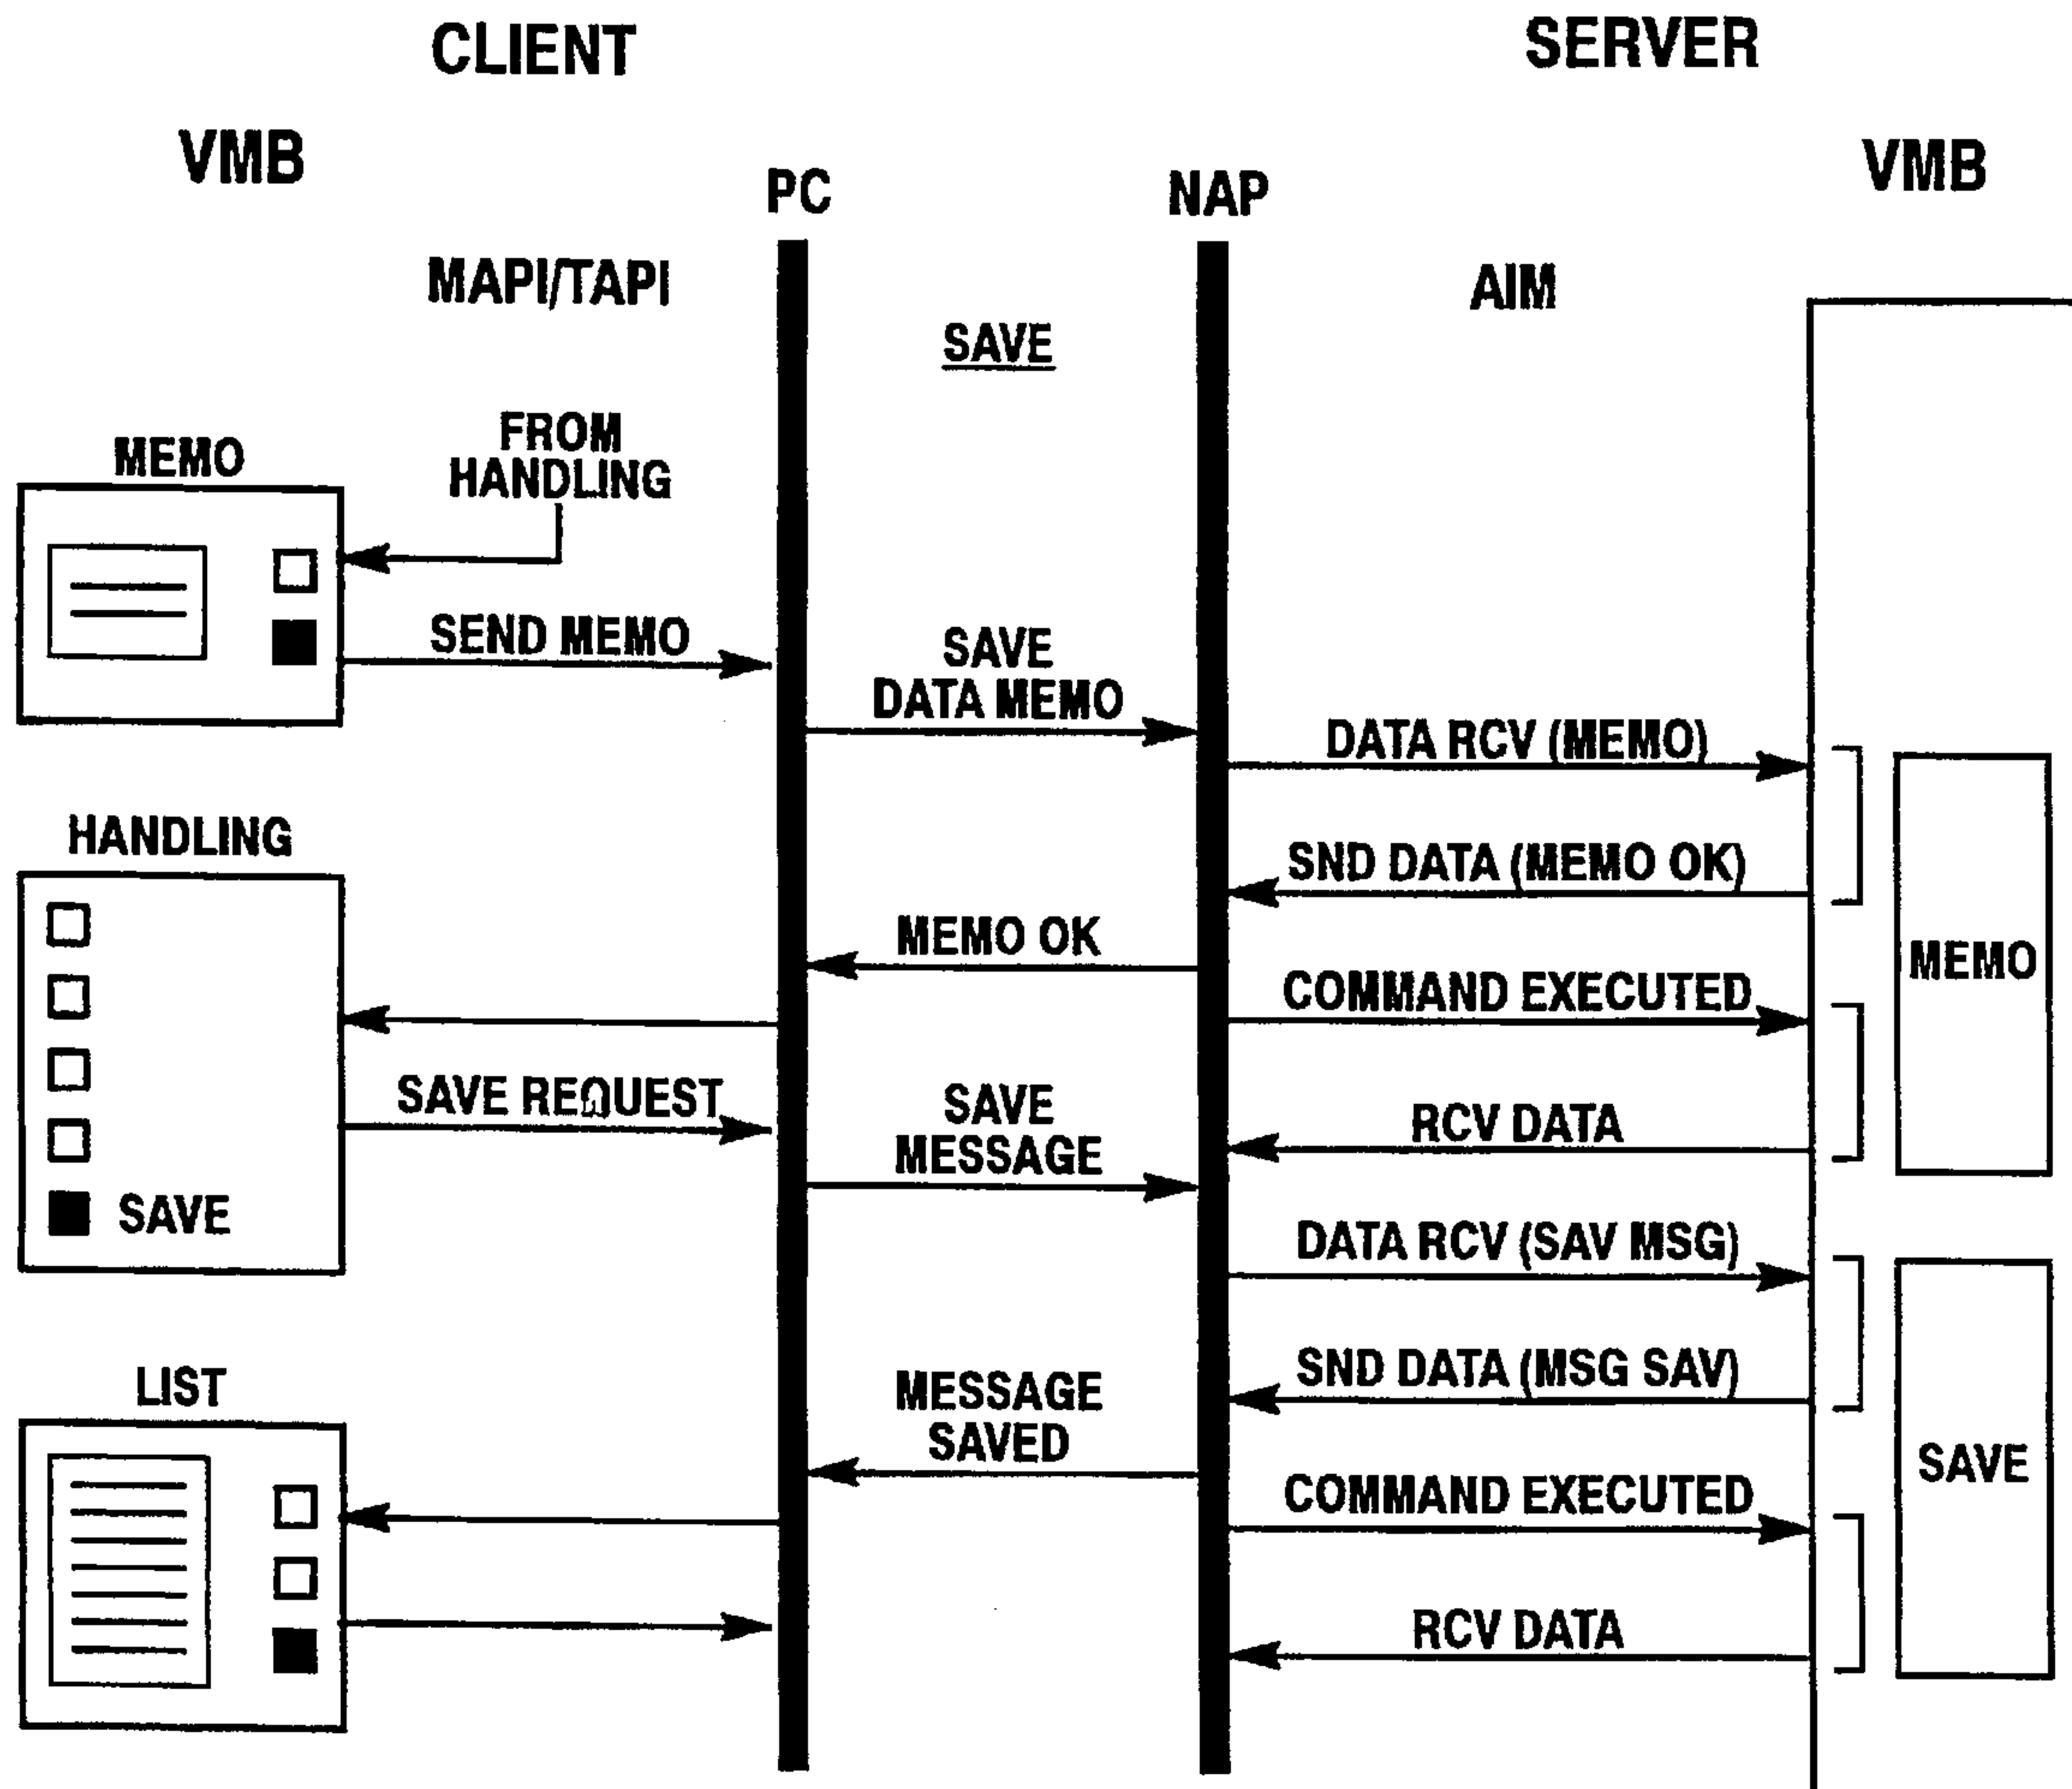 CLIENT
SERVER
VMB
VMB
PC
NAP
MAPI/TAPI
AIM
SAVE
MEMO
FROM
HANDLING
SEND MEMO
SAVE
DATA MEMO
DATA RCV (MEMO)
HANDLING
SND DATA (MEMO OK)
MEMO OK
MEMO
COMMAND EXECUTED
SAVE REQUEST
SAVE
MESSAGE
RCV DATA
SAVE
DATA RCV (SAV MSG)
LIST
SND DATA (MSG SAV)
MESSAGE
SAVED
SAVE
COMMAND EXECUTED
RCV DATA